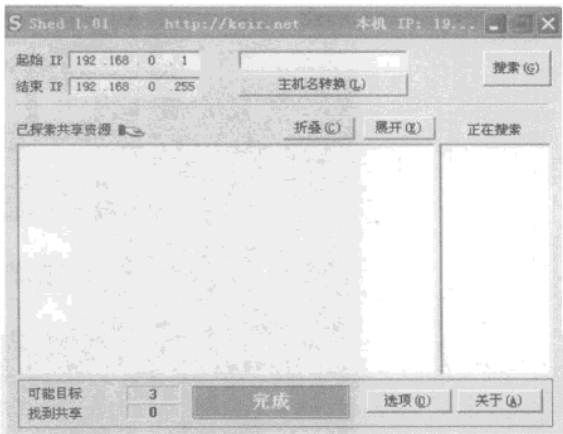 Shed 1.01 http://keir.net 本机 IP: 19...
起始 IP 192 .168 . 0 . 1
搜索(G)
结束 IP 192 .168 . 0 .255 主机名转换(L)
已探索共享资源 折叠(C) 展开(E) 正在搜索
可能目标 3
完成 选项(O) 关于(A)
找到共享 0